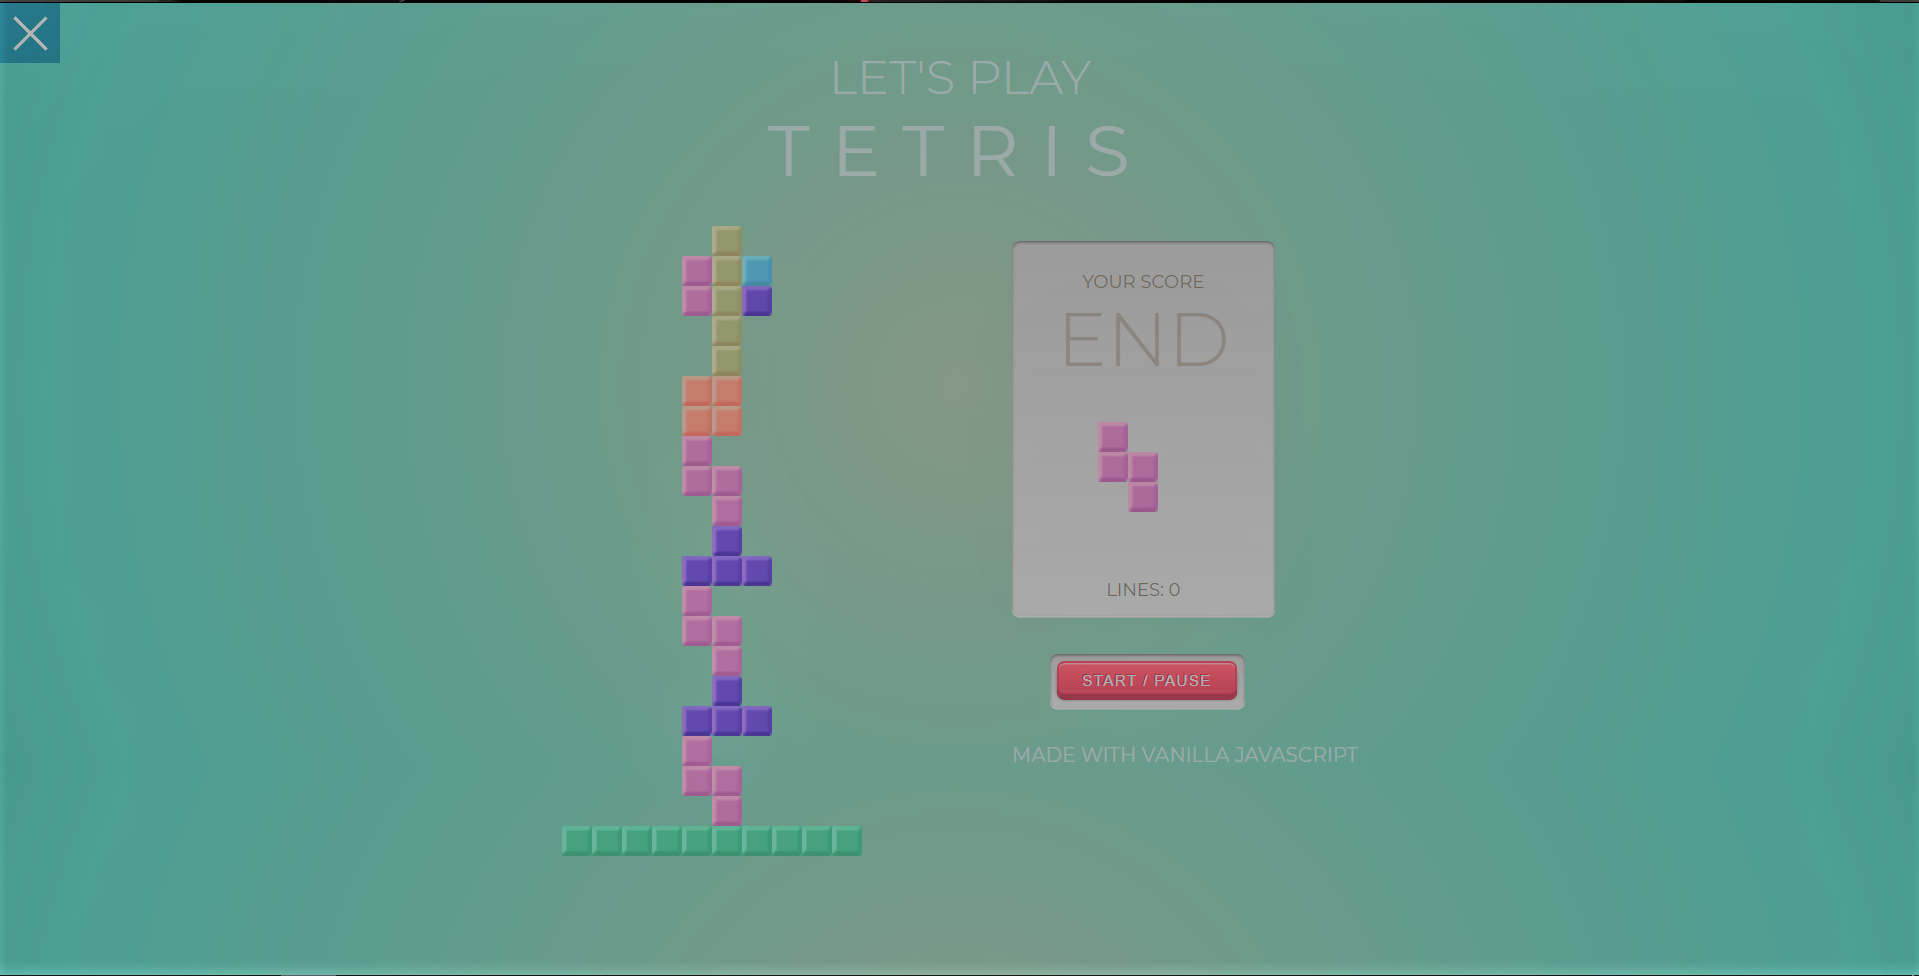 LET'S PLAY
TETRIS
YOUR SCORE
END
LINES: 0
START / PAUSE
MADE WITH VANILLA JAVASCRIPT